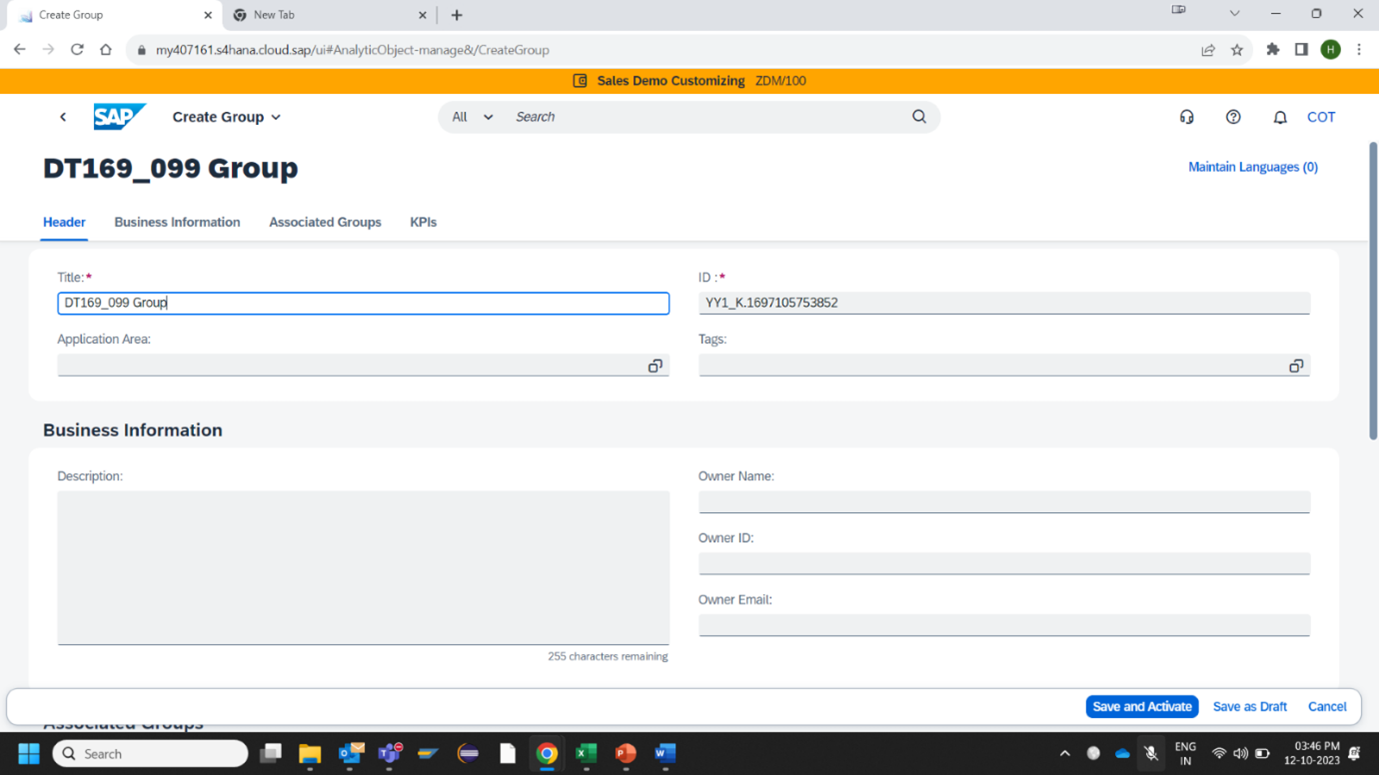 Create Group
New Tab
my407161.s4hana.cloud.sap/ui#AnalyticObject-manage&/CreateGroup
H
Sales Demo Customizing ZDM/100
SAP Create Group All Search COT
DT169_099 Group
Maintain Languages (0)
Header Business Information Associated Groups KPIs
Title:* ID :*
DT169_099 Group YY1_K.1697105753852
Application Area: Tags:
Business Information
Description: Owner Name:
Owner ID:
Owner Email:
255 characters remaining
Save and Activate Save as Draft Cancel
Associated Groups
Search ENG 03:46 PM
IN 12-10-2023